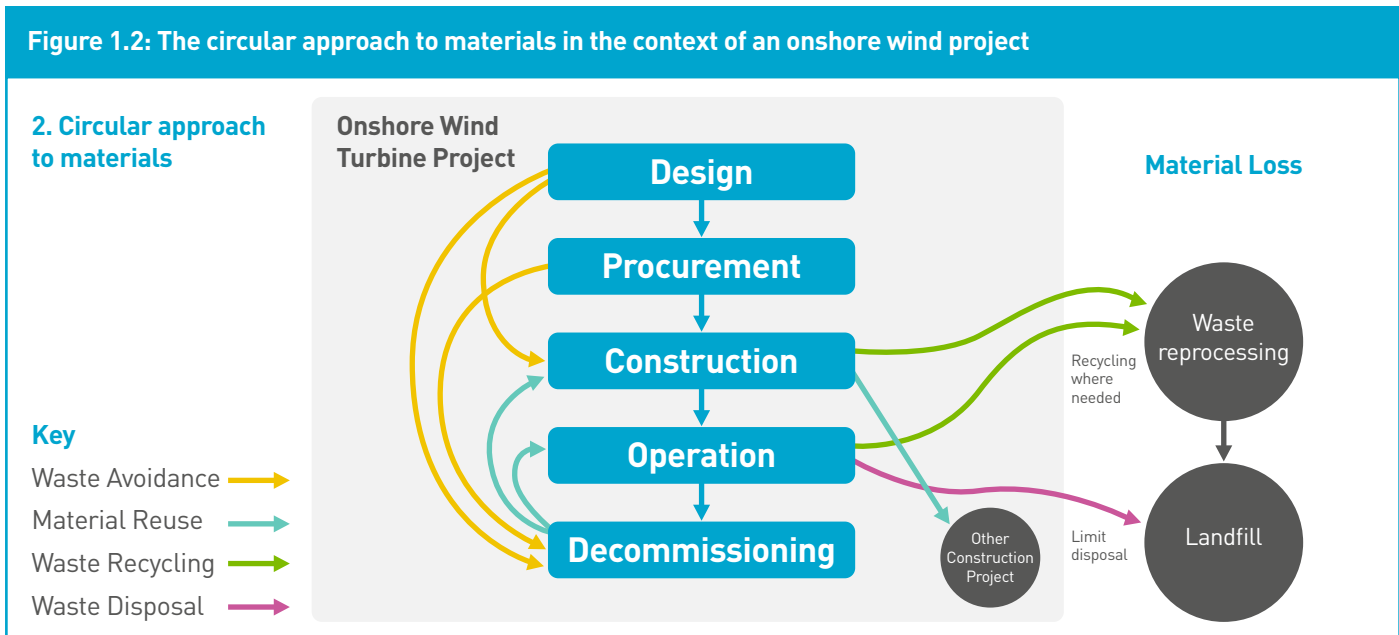 Figure 1.2: The circular approach to materials in the context of an onshore wind project
2. Circular approach
to materials
Onshore Wind
Turbine Project
Design
Procurement
Construction
Operation
Decommissioning
Material Loss
Waste
reprocessing
Recycling
where
needed
Landfill
Limit
disposal
Other
Construction
Project
Key
Waste Avoidance
Material Reuse
Waste Recycling
Waste Disposal